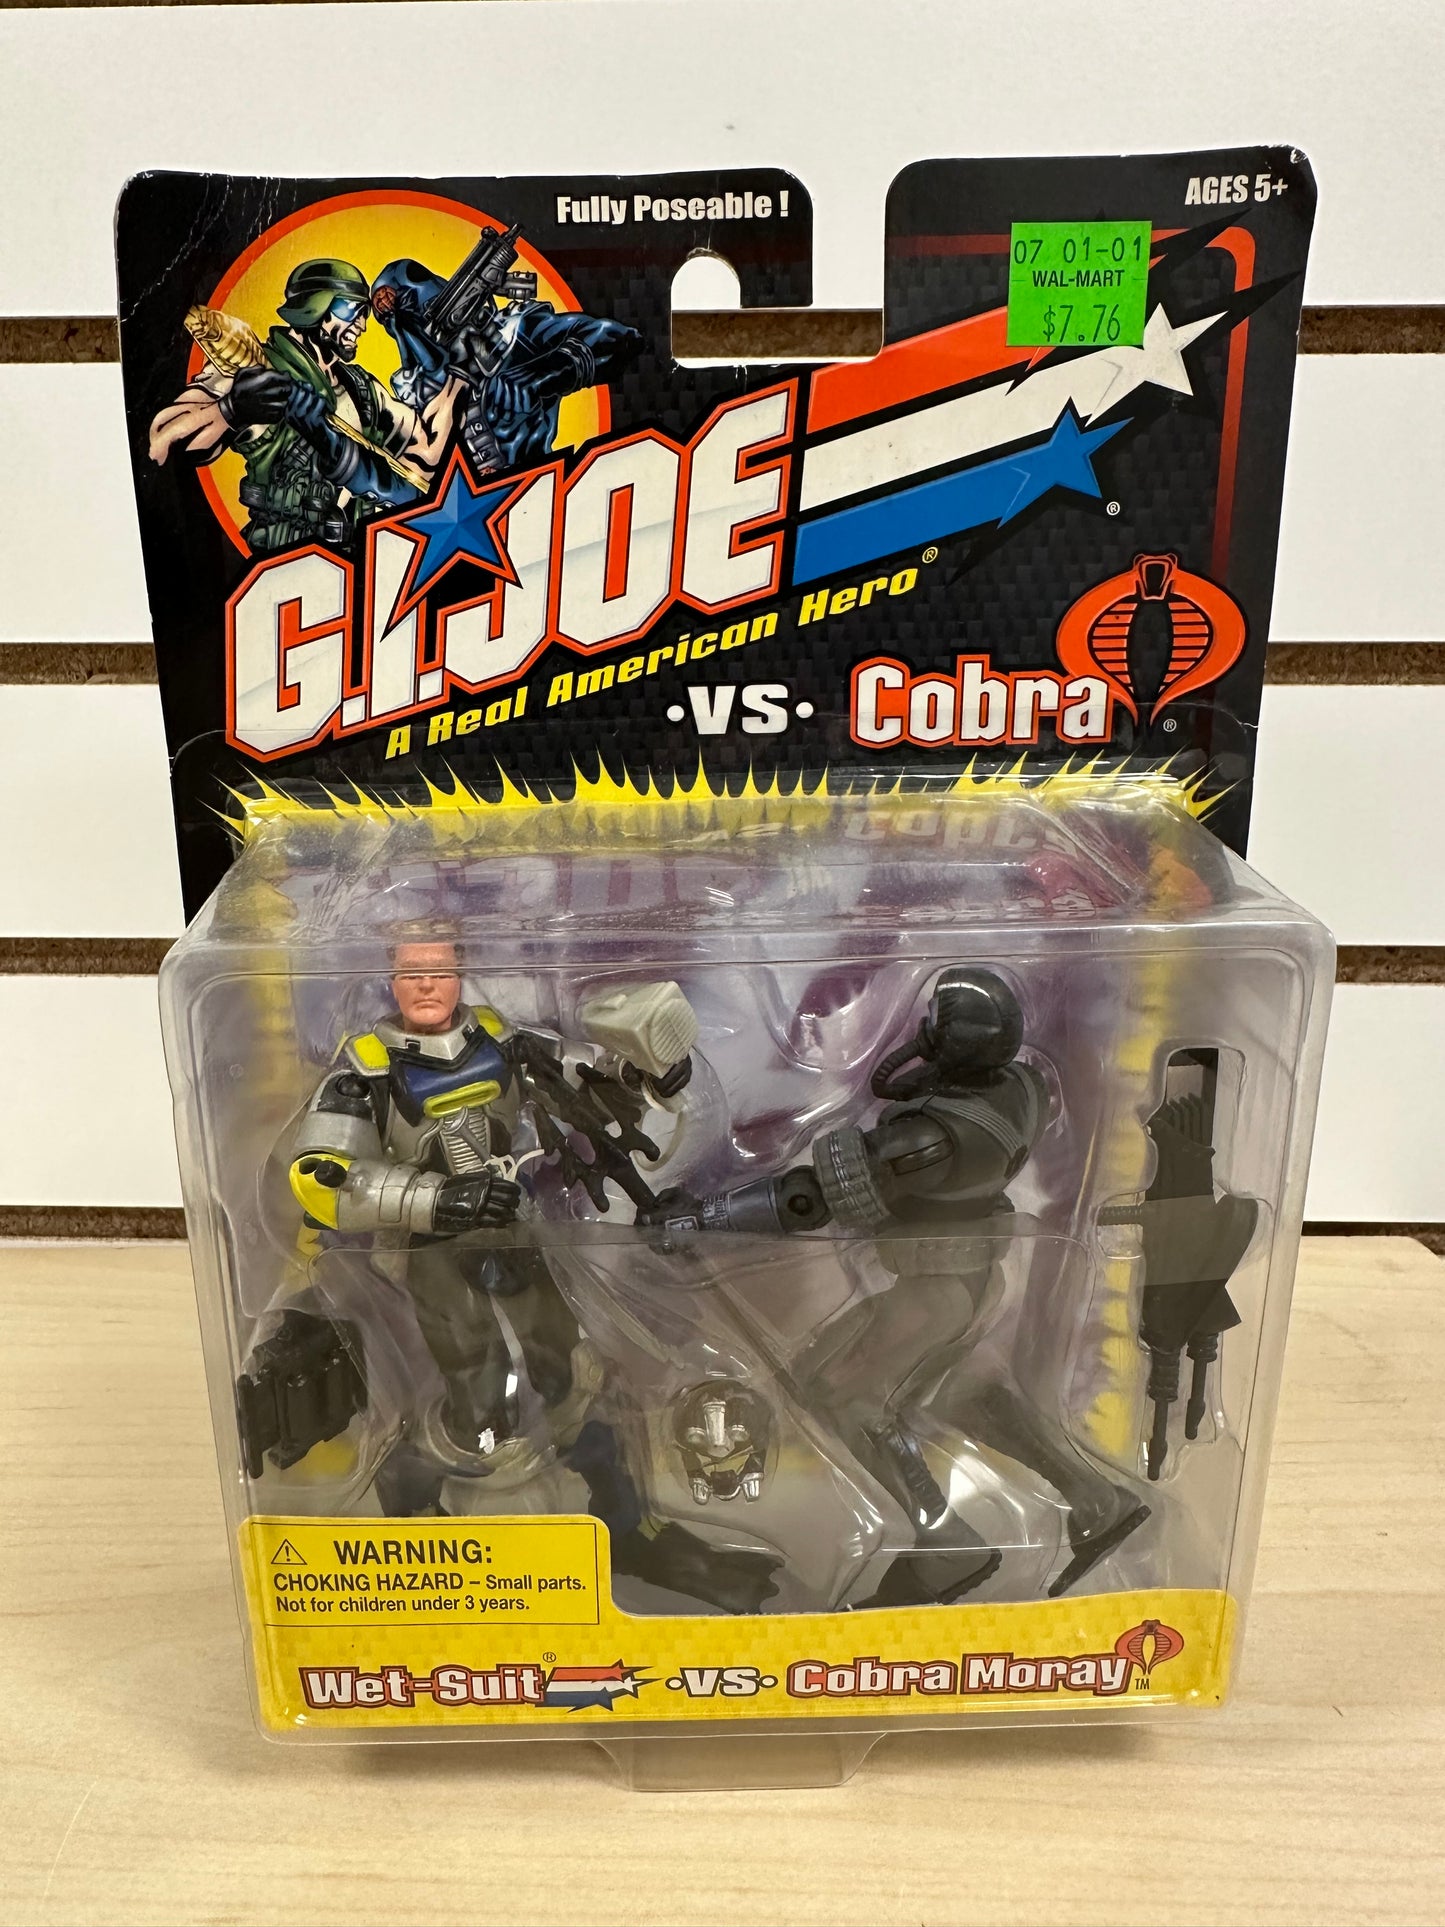 Fully Poseable !
AGES 5+
07 01-01
WAL-MART
$7.76
G.I.JOE
®
A Real American Hero®
•VS• Cobra
®
WARNING:
CHOKING HAZARD – Small parts.
Not for children under 3 years.
Wet-Suit® •VS• Cobra Moray™